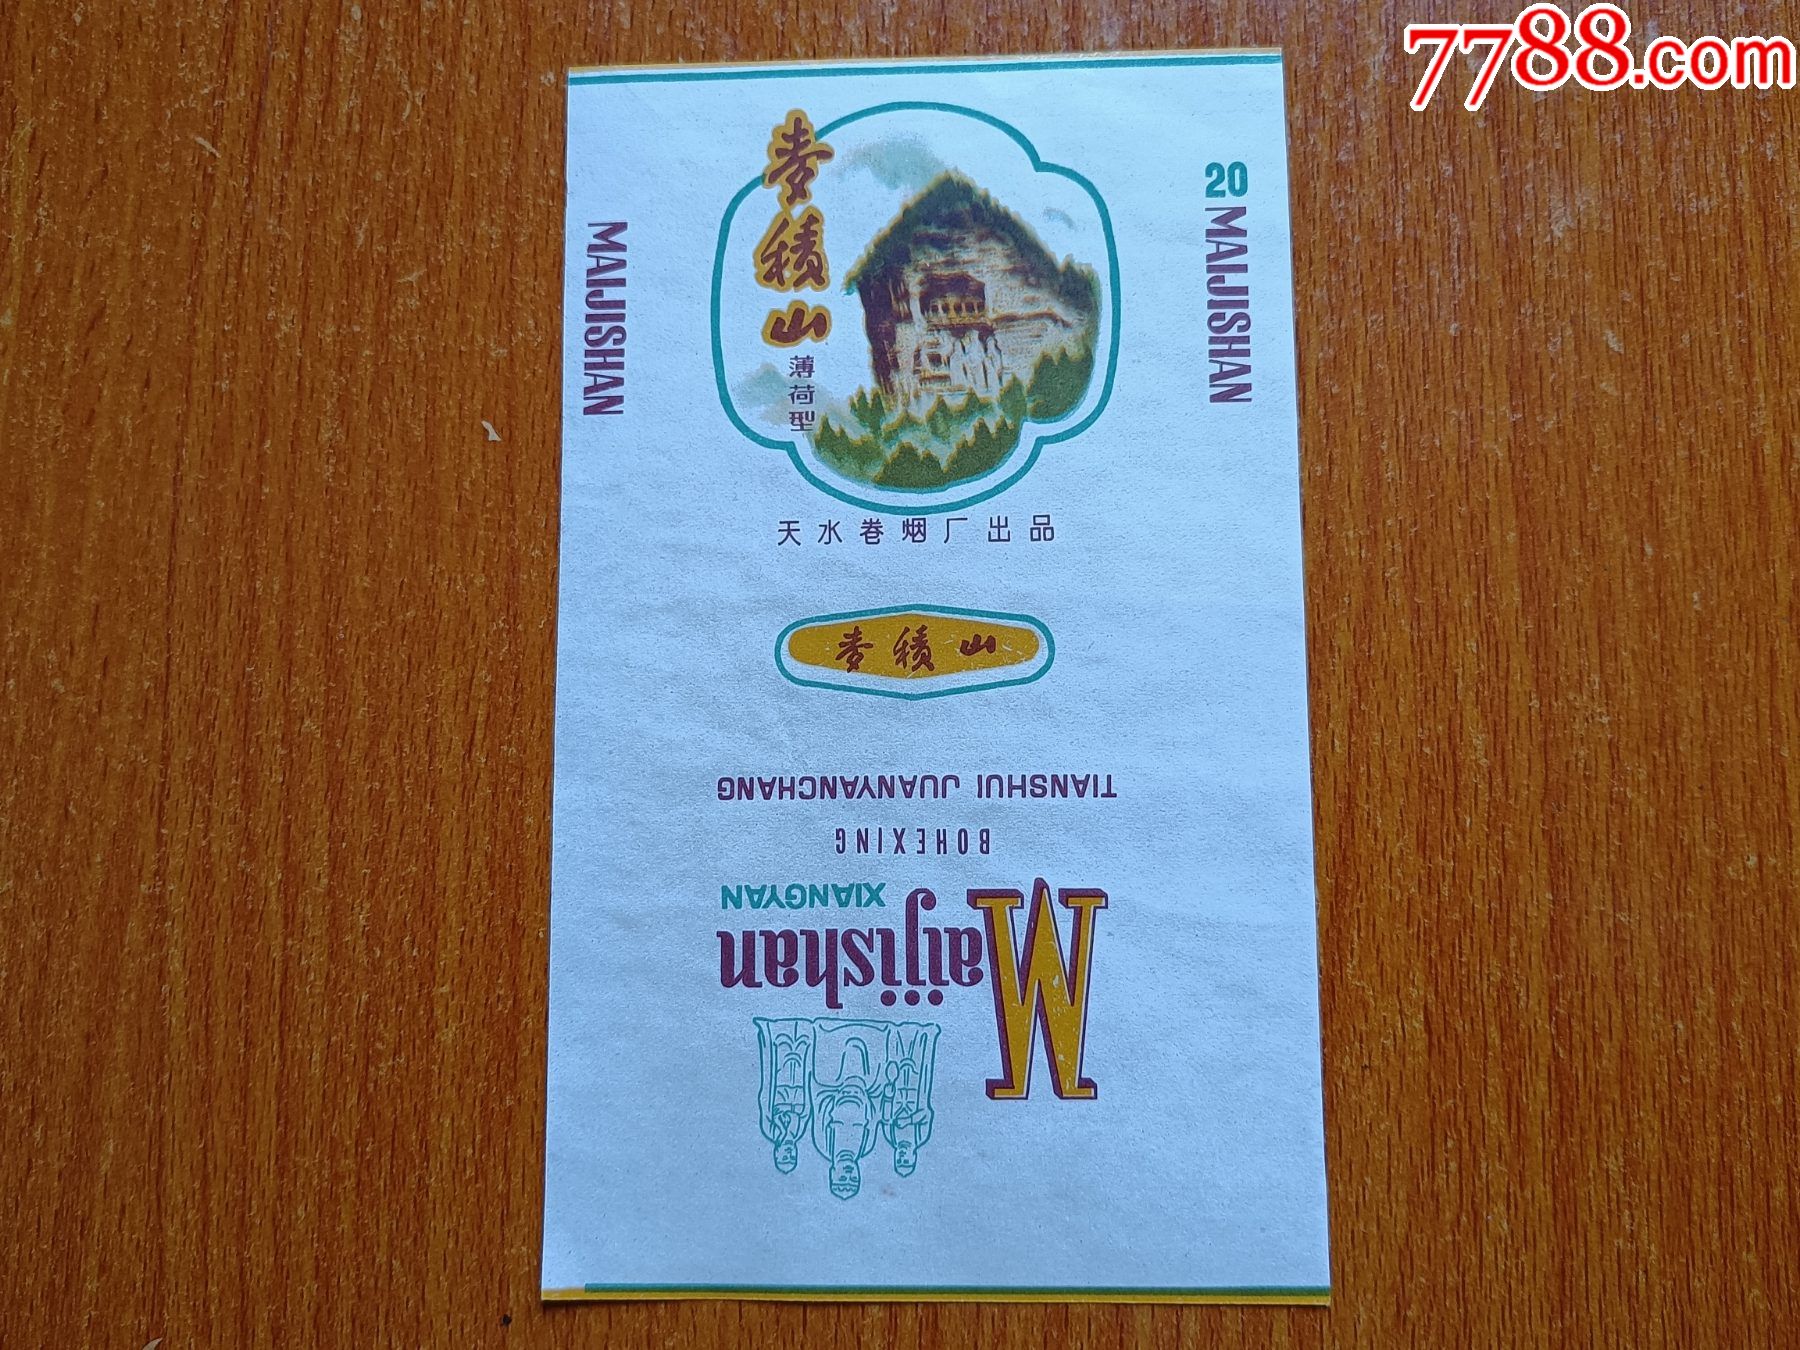 7788.com
麦积山
薄荷型
20 MAIJISHAN
MAIJISHAN
天水卷烟厂出品
麦积山
TIANSHUI JUANYANCHANG
BOHEXING
XIANGYAN
Maijishan